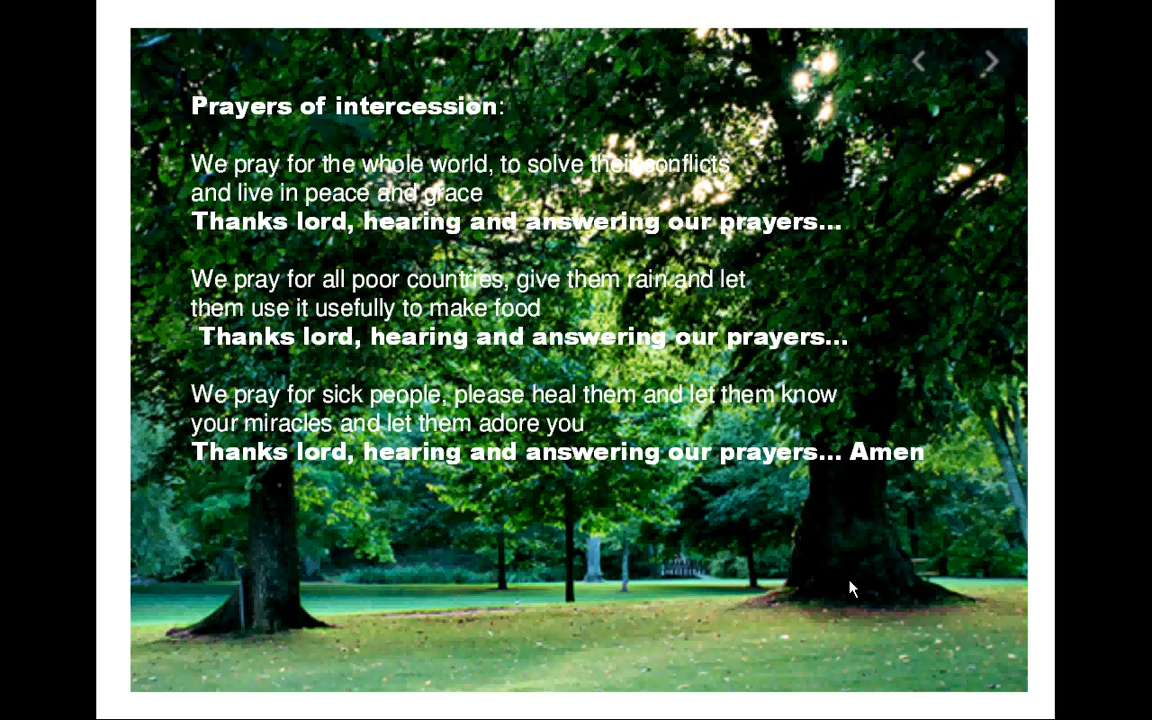 Prayers of intercession:
We pray for the whole world, to solve their conflicts
and live in peace and grace
Thanks lord, hearing and answering our prayers...
We pray for all poor countries, give them rain and let
them use it usefully to make food
Thanks lord, hearing and answering our prayers...
We pray for sick people, please heal them and let them know
your miracles and let them adore you
Thanks lord, hearing and answering our prayers... Amen